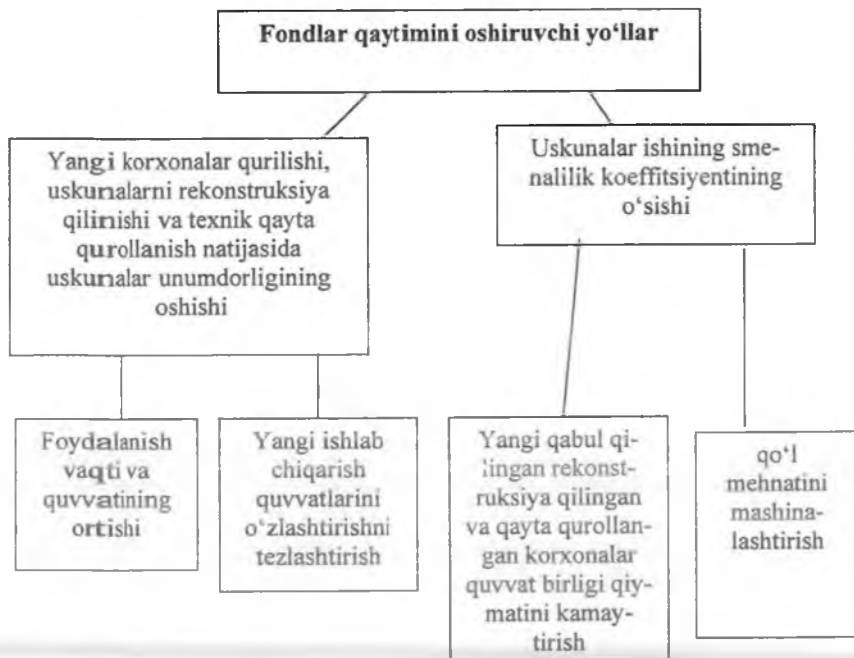 Fondlar qaytimini oshiruvchi yo‘llar
Yangi korxonalar qurilishi,
uskunalarni rekonstruksiya
qilinishi va texnik qayta
qurollanish natijasida
uskunalar unumdorligining
oshishi
Uskunalar ishining sme-
nalilik koeffitsiyentining
o‘sishi
Foydalanish
vaqti va
quvvatining
ortishi
Yangi ishlab
chiqarish
quvvatlarini
o‘zlashtirishni
tezlashtirish
Yangi qabul qi-
lingan rekonst-
ruksiya qilingan
va qayta qurollan-
gan korxonalar
quvvat birligi qiy-
matini kamay-
tirish
qo‘l
mehnatini
mashina-
lashtirish